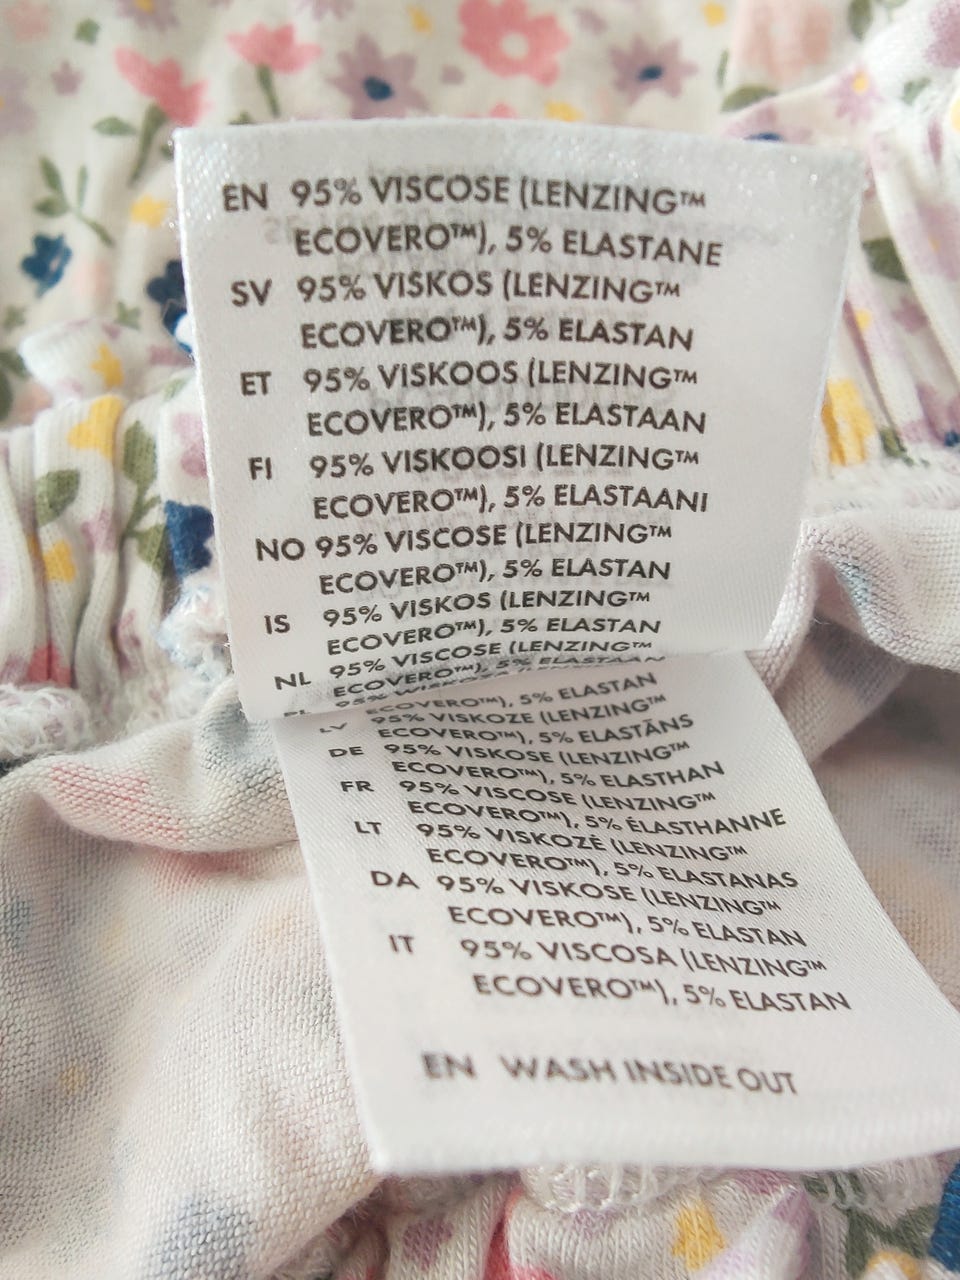 EN 95% VISCOSE (LENZING™
ECOVERO™), 5% ELASTANE
SV 95% VISKOS (LENZING™
ECOVERO™), 5% ELASTAN
ET 95% VISKOOS (LENZING™
ECOVERO™), 5% ELASTAAN
FI 95% VISKOOSI (LENZING™
ECOVERO™), 5% ELASTAANI
NO 95% VISCOSE (LENZING™
ECOVERO™), 5% ELASTAN
IS 95% VISKOS (LENZING™
ECOVERO™), 5% ELASTAN
NL 95% VISCOSE (LENZING™
ECOVERO™), 5% ELASTAAN
95% WISKOZA
ECOVERO™), 5% ELASTAN
LV 95% VISKOZE (LENZING™
ECOVERO™), 5% ELASTĀNS
DE 95% VISKOSE (LENZING™
ECOVERO™), 5% ELASTHAN
FR 95% VISCOSE (LENZING™
ECOVERO™), 5% ÉLASTHANNE
LT 95% VISKOZĖ (LENZING™
ECOVERO™), 5% ELASTANAS
DA 95% VISKOSE (LENZING™
ECOVERO™), 5% ELASTAN
IT 95% VISCOSA (LENZING™
ECOVERO™), 5% ELASTAN
EN WASH INSIDE OUT